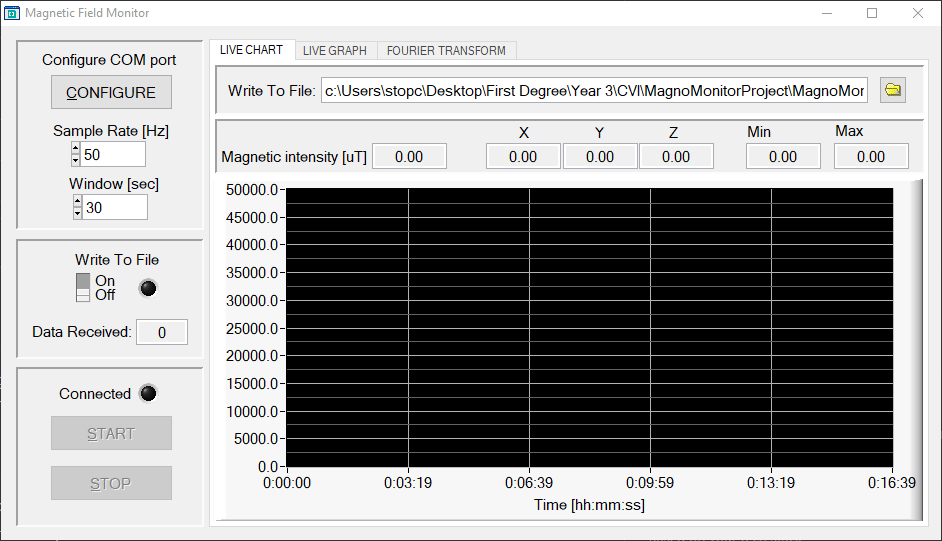 Magnetic Field Monitor
Configure COM port
CONFIGURE
Sample Rate [Hz]
50
Window [sec]
30
Write To File
On
Off
Data Received: 0
Connected
START
STOP
LIVE CHART LIVE GRAPH FOURIER TRANSFORM
Write To File: c:\Users\stopc\Desktop\First Degree\Year 3\CVI\MagnoMonitorProject\MagnoMor
X Y Z Min Max
Magnetic intensity [uT] 0.00 0.00 0.00 0.00 0.00 0.00
50000.0
45000.0
40000.0
35000.0
30000.0
25000.0
20000.0
15000.0
10000.0
5000.0
0.0
0:00:00 0:03:19 0:06:39 0:09:59 0:13:19 0:16:39
Time [hh:mm:ss]